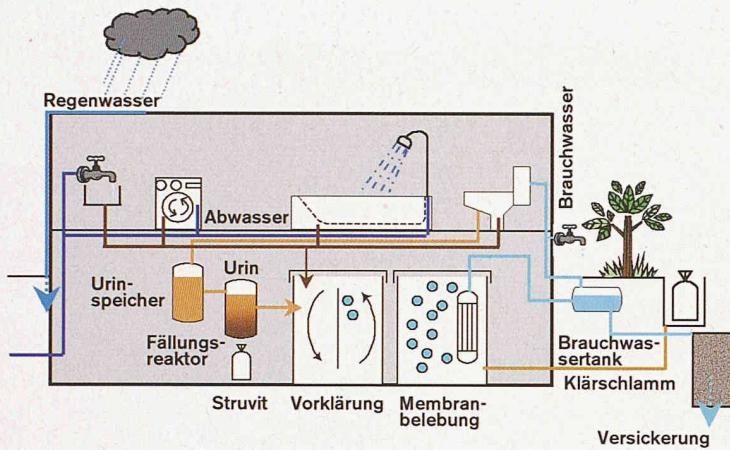 Regenwasser
Brauchwasser
Abwasser
Urin-
speicher
Urin
Fällungs-
reaktor
Struvit
Vorklärung
Membran-
belebung
Brauchwas-
sertank
Klärschlamm
Versickerung